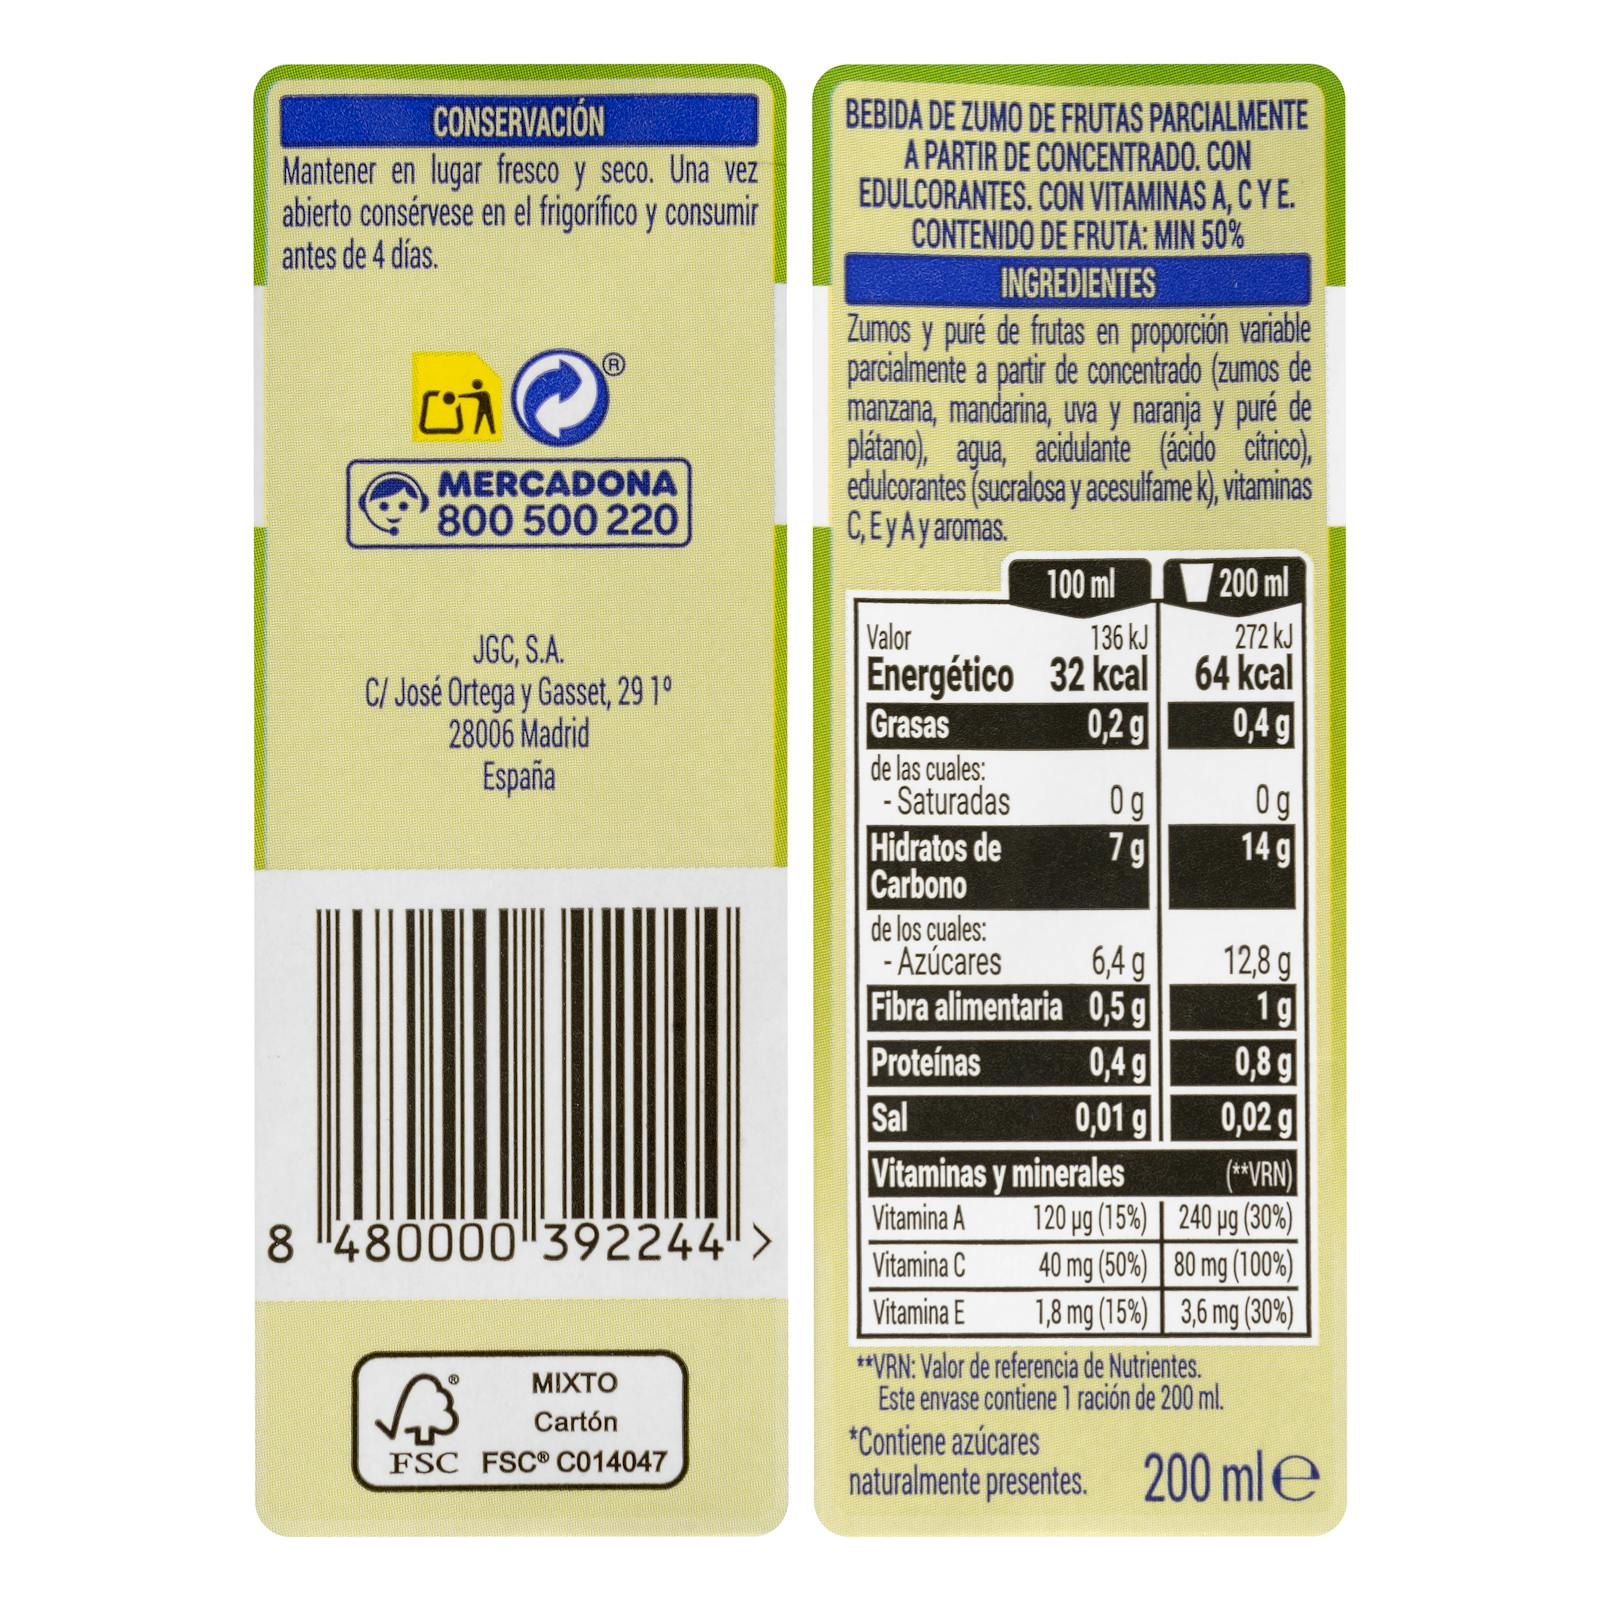 CONSERVACIÓN
Mantener en lugar fresco y seco. Una vez
abierto consérvese en el frigorífico y consumir
antes de 4 días.
®
MERCADONA
800 500 220
JGC, S.A.
C/ José Ortega y Gasset, 29 1º
28006 Madrid
España
8 480000 392244 >
®
FSC
MIXTO
Cartón
FSC® C014047
BEBIDA DE ZUMO DE FRUTAS PARCIALMENTE
A PARTIR DE CONCENTRADO. CON
EDULCORANTES. CON VITAMINAS A, C Y E.
CONTENIDO DE FRUTA: MIN 50%
INGREDIENTES
Zumos y puré de frutas en proporción variable
parcialmente a partir de concentrado (zumos de
manzana, mandarina, uva y naranja y puré de
plátano), agua, acidulante (ácido cítrico),
edulcorantes (sucralosa y acesulfame k), vitaminas
C, E y A y aromas.
100 ml 200 ml
Valor 136 kJ 272 kJ
Energético 32 kcal 64 kcal
Grasas 0,2 g 0,4 g
de las cuales:
- Saturadas 0 g 0 g
Hidratos de 7 g 14 g
Carbono
de los cuales:
- Azúcares 6,4 g 12,8 g
Fibra alimentaria 0,5 g 1 g
Proteínas 0,4 g 0,8 g
Sal 0,01 g 0,02 g
Vitaminas y minerales (**VRN)
Vitamina A 120 µg (15%) 240 µg (30%)
Vitamina C 40 mg (50%) 80 mg (100%)
Vitamina E 1,8 mg (15%) 3,6 mg (30%)
**VRN: Valor de referencia de Nutrientes.
Este envase contiene 1 ración de 200 ml.
*Contiene azúcares
naturalmente presentes.
200 ml ℮